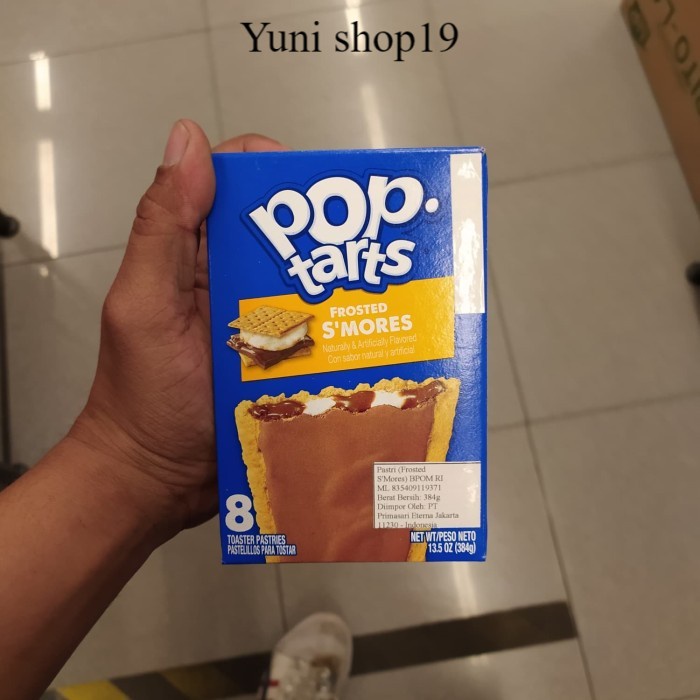 Yuni shop19
POP.
tarts
FROSTED
S'MORES
Naturally & Artificially Flavored
Con sabor natural y artificial
Pastri (Frosted
S'Mores) BPOM RI
ML 835409119371
Berat Bersih: 384g
Diimpor Oleh: PT
Primasari Eterna Jakarta
11230 - Indonesia
8
TOASTER PASTRIES
PASTELILLOS PARA TOSTAR
NET WT/PESO NETO
13.5 OZ (384g)